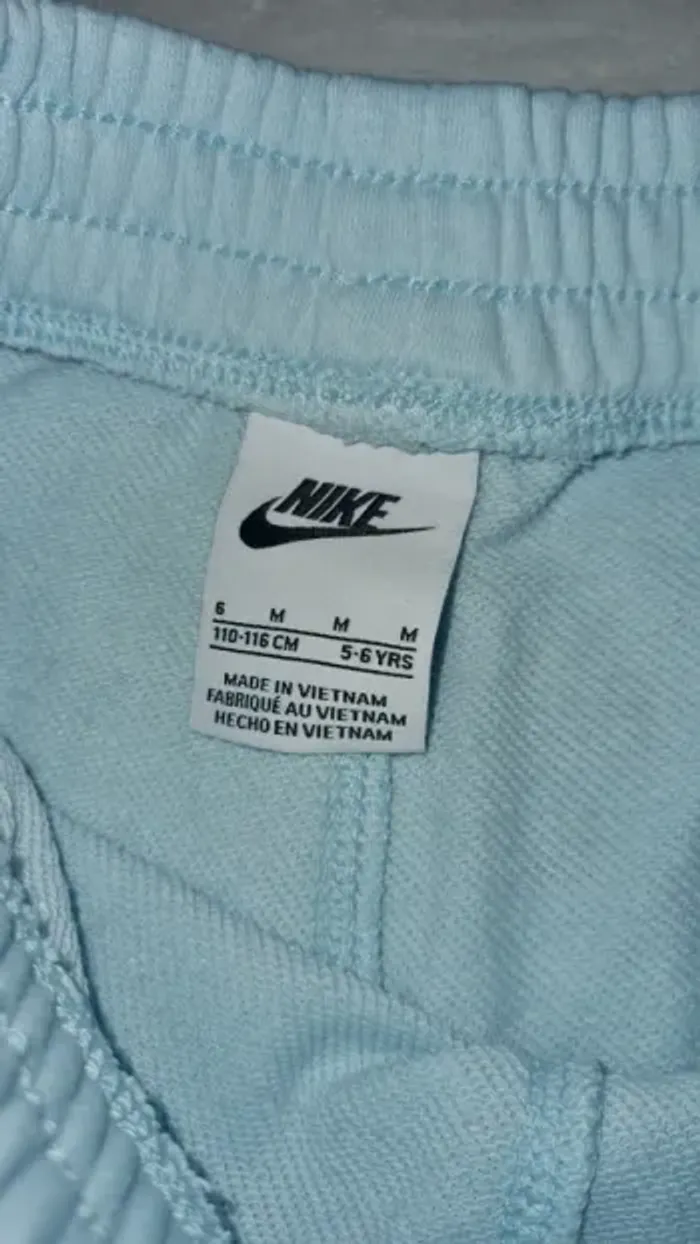 NIKE
6 M M M
110-116 CM 5-6 YRS
MADE IN VIETNAM
FABRIQUÉ AU VIETNAM
HECHO EN VIETNAM